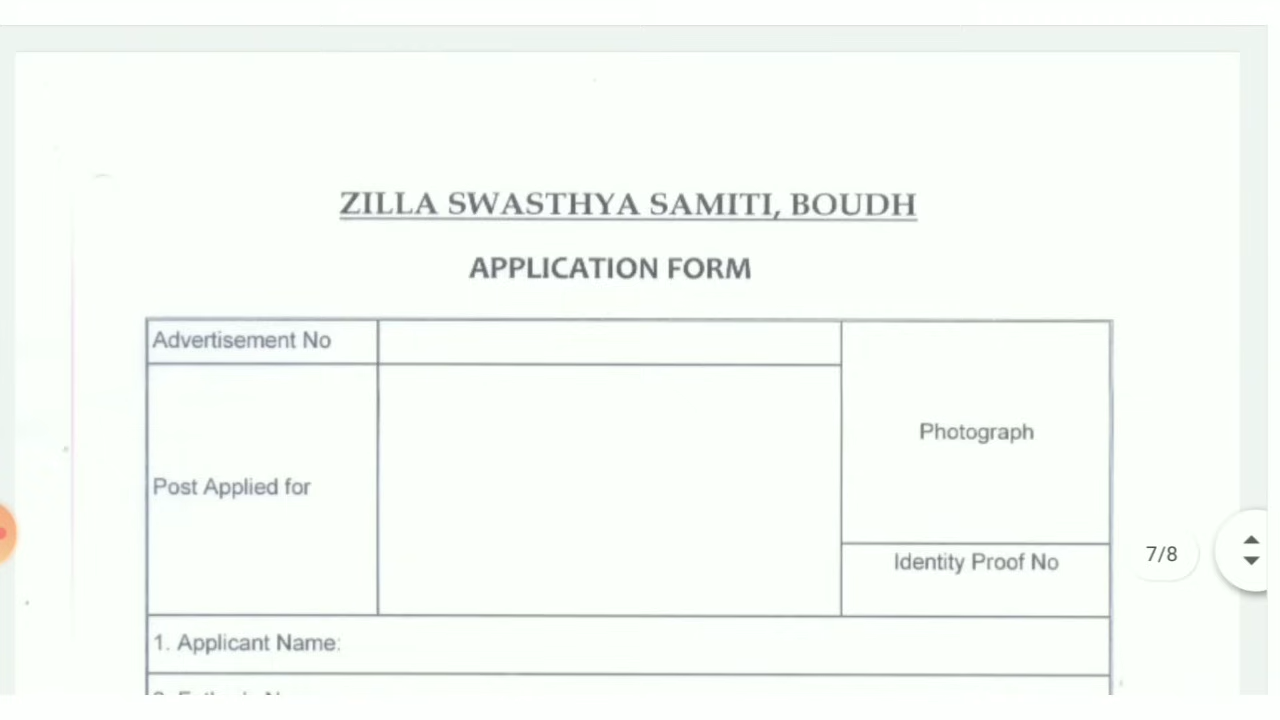 ZILLA SWASTHYA SAMITI, BOUDH
APPLICATION FORM
Advertisement No
Photograph
Post Applied for
7/8
Identity Proof No
1. Applicant Name: